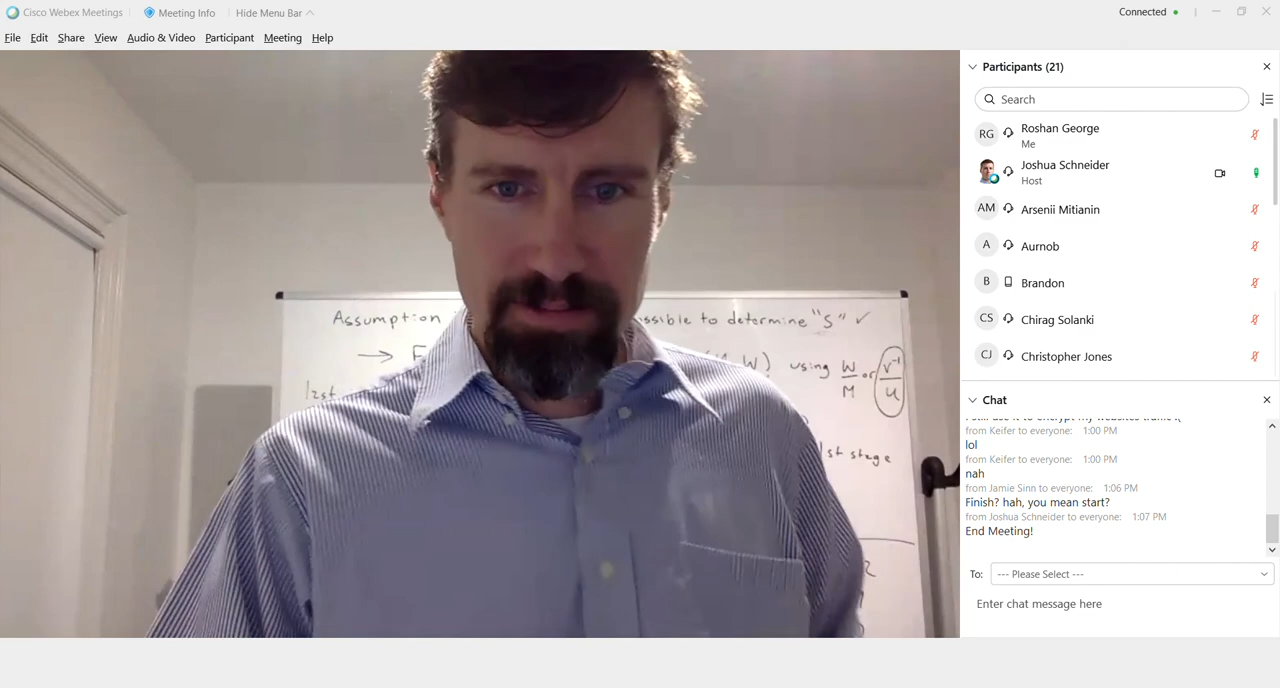 Cisco Webex Meetings
Meeting Info
Hide Menu Bar
Connected
File Edit Share View Audio & Video Participant Meeting Help
Participants (21)
Search
RG Roshan George
Me
Joshua Schneider
Host
AM Arsenii Mitianin
A Aurnob
B Brandon
CS Chirag Solanki
CJ Christopher Jones
Chat
from Keifer to everyone: 1:00 PM
lol
from Keifer to everyone: 1:00 PM
nah
from Jamie Sinn to everyone: 1:06 PM
Finish? hah, you mean start?
from Joshua Schneider to everyone: 1:07 PM
End Meeting!
To: --- Please Select ---
Enter chat message here
Assumption ssible to determine "S" ✓
→ W) using W/M or v⁻¹/u
1st stage